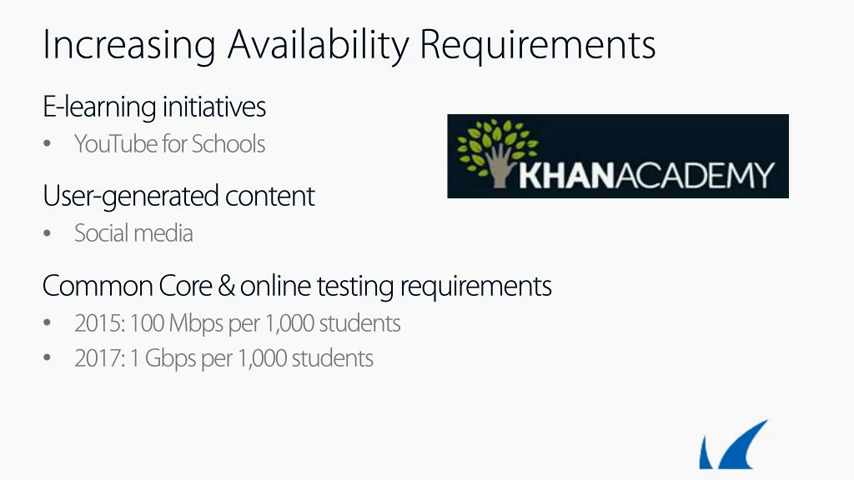 Increasing Availability Requirements
E-learning initiatives
• YouTube for Schools
KHANACADEMY
User-generated content
• Social media
Common Core & online testing requirements
• 2015: 100 Mbps per 1,000 students
• 2017: 1 Gbps per 1,000 students